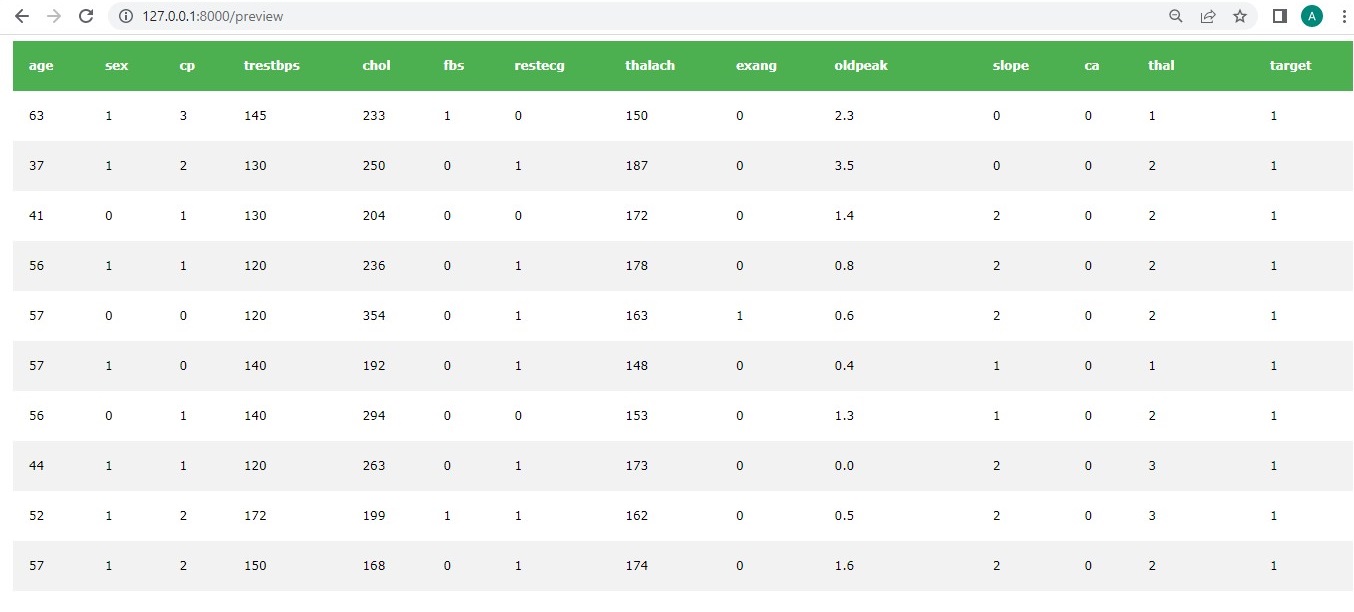 127.0.0.1:8000/preview
A
age sex cp trestbps chol fbs restecg thalach exang oldpeak slope ca thal target
63 1 3 145 233 1 0 150 0 2.3 0 0 1 1
37 1 2 130 250 0 1 187 0 3.5 0 0 2 1
41 0 1 130 204 0 0 172 0 1.4 2 0 2 1
56 1 1 120 236 0 1 178 0 0.8 2 0 2 1
57 0 0 120 354 0 1 163 1 0.6 2 0 2 1
57 1 0 140 192 0 1 148 0 0.4 1 0 1 1
56 0 1 140 294 0 0 153 0 1.3 1 0 2 1
44 1 1 120 263 0 1 173 0 0.0 2 0 3 1
52 1 2 172 199 1 1 162 0 0.5 2 0 3 1
57 1 2 150 168 0 1 174 0 1.6 2 0 2 1